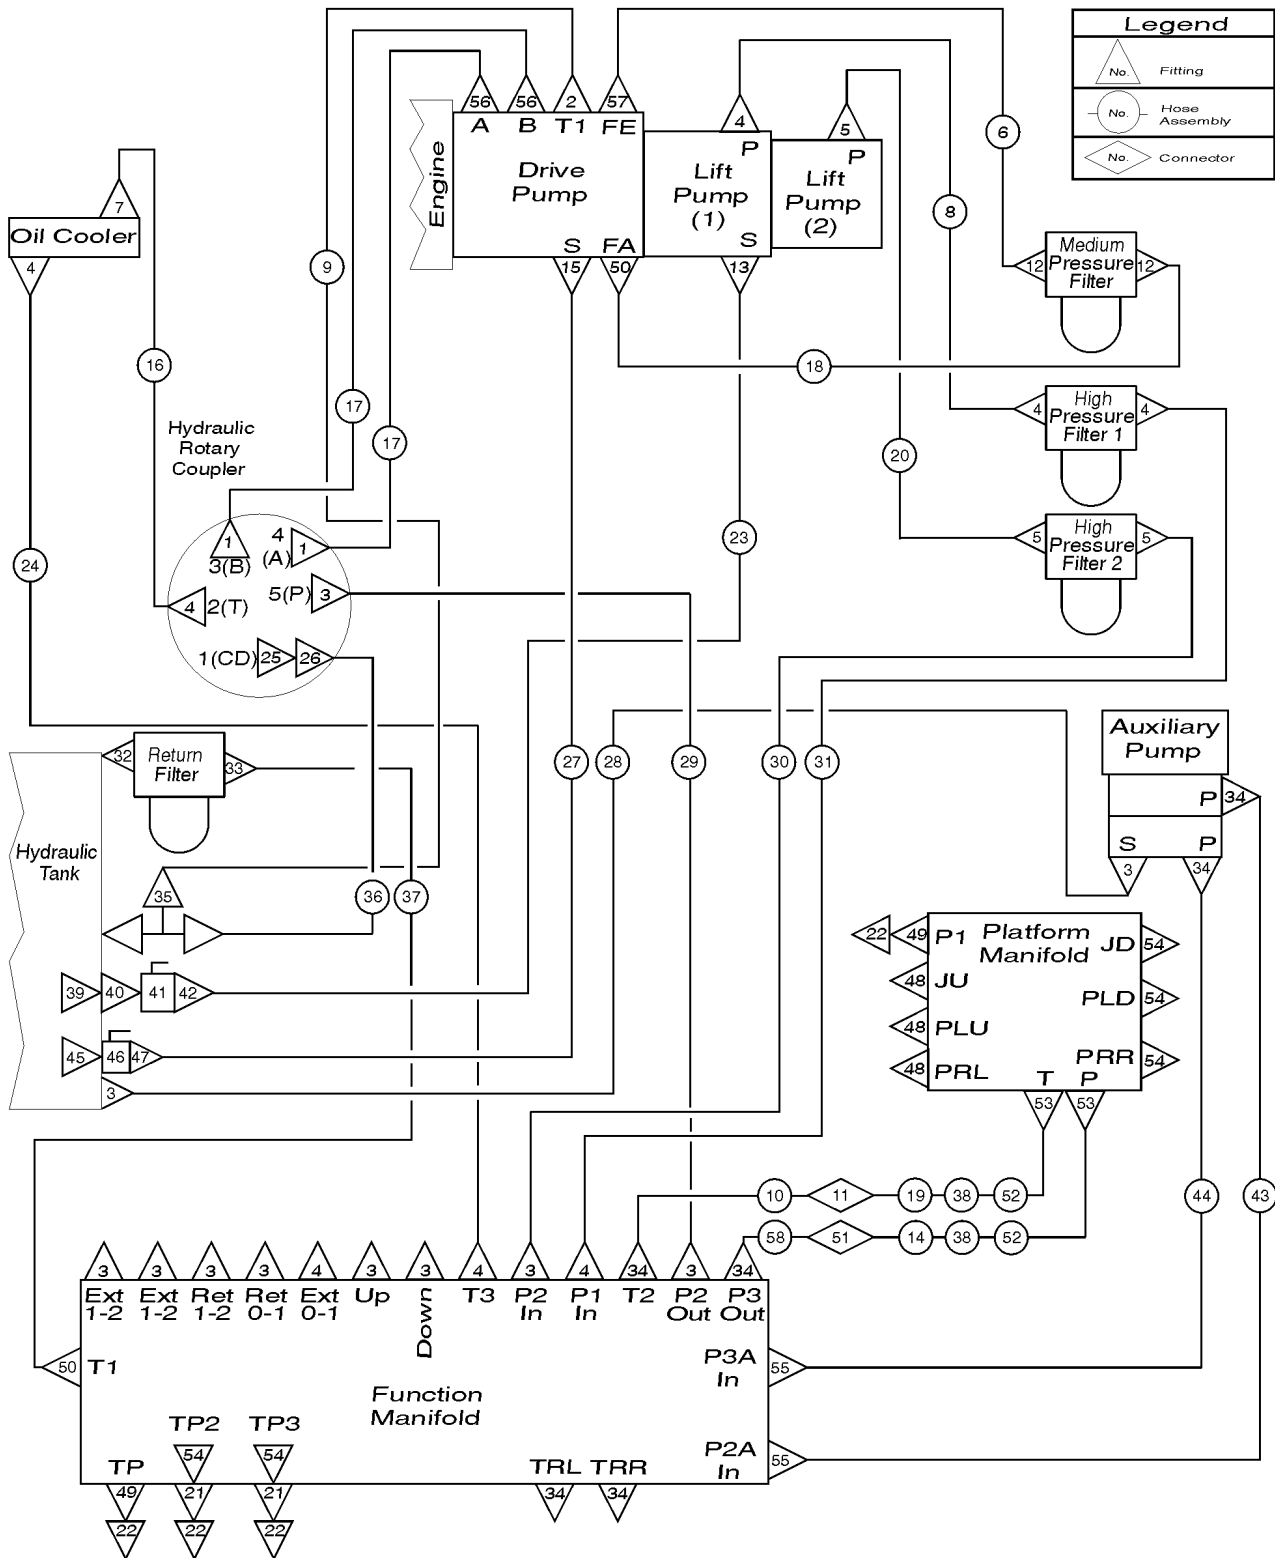 Legend
No.
Fitting
No.
Hose
Assembly
No.
Connector
56
56
2
57
A
B
T1
FE
Engine
Drive
Pump
S
FA
15
50
4
P
Lift
Pump
(1)
S
13
5
P
Lift
Pump
(2)
6
8
7
Oil Cooler
4
9
16
17
17
18
20
23
24
12
Medium
Pressure
Filter
12
4
High
Pressure
Filter 1
4
5
High
Pressure
Filter 2
5
Hydraulic
Rotary
Coupler
1
3(B)
4
(A)
1
5(P)
3
4
2(T)
1(CD)
25
26
32
Return
Filter
33
Hydraulic
Tank
27
28
29
30
31
Auxiliary
Pump
P
34
S
P
3
34
35
36
37
39
40
41
42
45
46
47
3
22
49
P1
Platform
Manifold
JD
54
48
JU
PLD
54
48
PLU
PRR
54
48
PRL
T
P
53
53
10
11
19
38
52
58
51
14
38
52
44
43
3
3
3
3
4
3
3
4
3
4
34
3
34
Ext
1-2
Ext
1-2
Ret
1-2
Ret
0-1
Ext
0-1
Up
Down
T3
P2
In
P1
In
T2
P2
Out
P3
Out
50
T1
P3A
In
55
Function
Manifold
P2A
In
55
TP
TP2
TP3
54
54
TRL
TRR
49
21
21
34
34
22
22
22